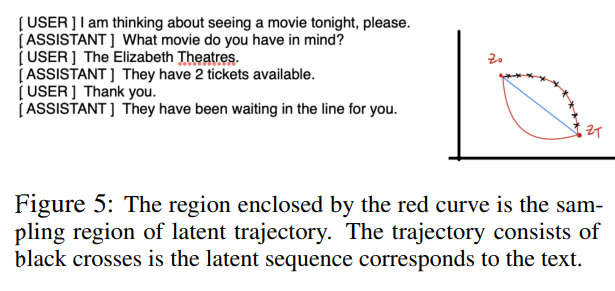 [ USER ] I am thinking about seeing a movie tonight, please.
[ ASSISTANT ] What movie do you have in mind?
[ USER ] The Elizabeth Theatres.
[ ASSISTANT ] They have 2 tickets available.
[ USER ] Thank you.
[ ASSISTANT ] They have been waiting in the line for you.
z₀
z_T
Figure 5: The region enclosed by the red curve is the sam-
pling region of latent trajectory. The trajectory consists of
black crosses is the latent sequence corresponds to the text.